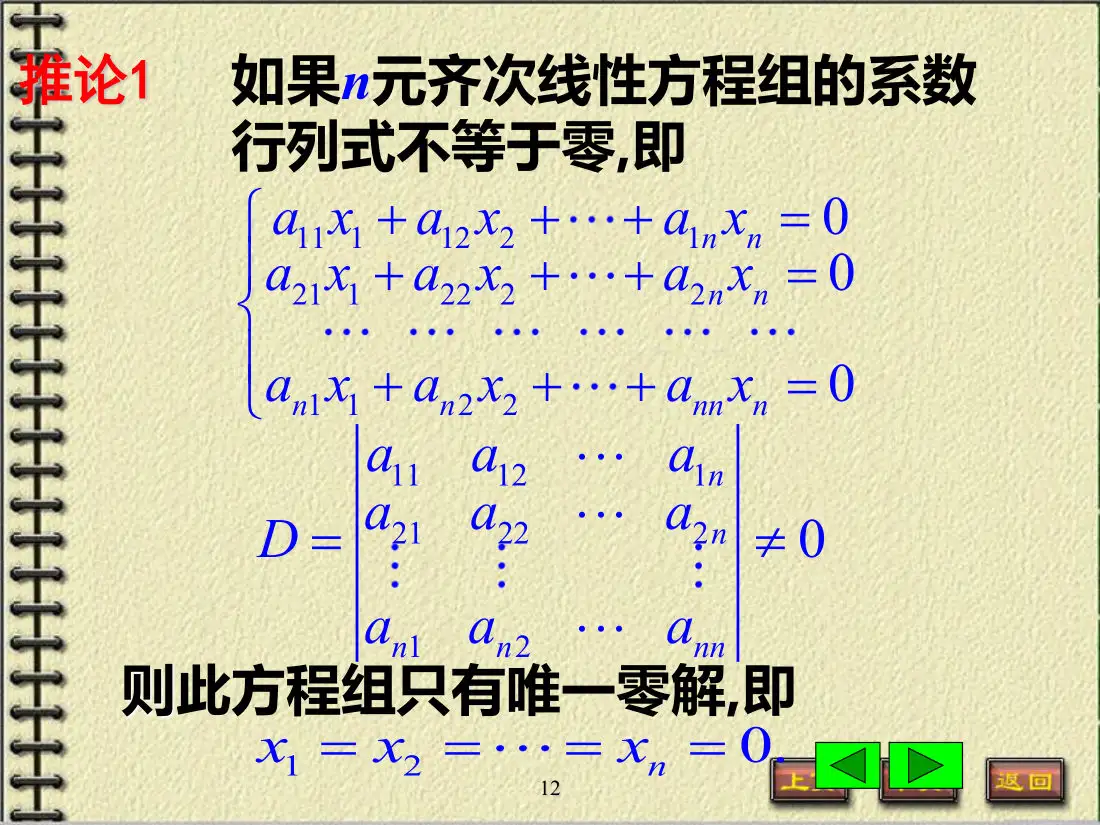 推论1 如果n元齐次线性方程组的系数
行列式不等于零,即
a₁₁x₁ + a₁₂x₂ + ⋯ + a₁ₙxₙ = 0
a₂₁x₁ + a₂₂x₂ + ⋯ + a₂ₙxₙ = 0
⋯ ⋯ ⋯ ⋯ ⋯ ⋯
aₙ₁x₁ + aₙ₂x₂ + ⋯ + aₙₙxₙ = 0
a₁₁ a₁₂ ⋯ a₁ₙ
a₂₁ a₂₂ ⋯ a₂ₙ
D = ⋮ ⋮ ⋮ ≠ 0
aₙ₁ aₙ₂ ⋯ aₙₙ
则此方程组只有唯一零解,即
x₁ = x₂ = ⋯ = xₙ = 0.
12
上
返回